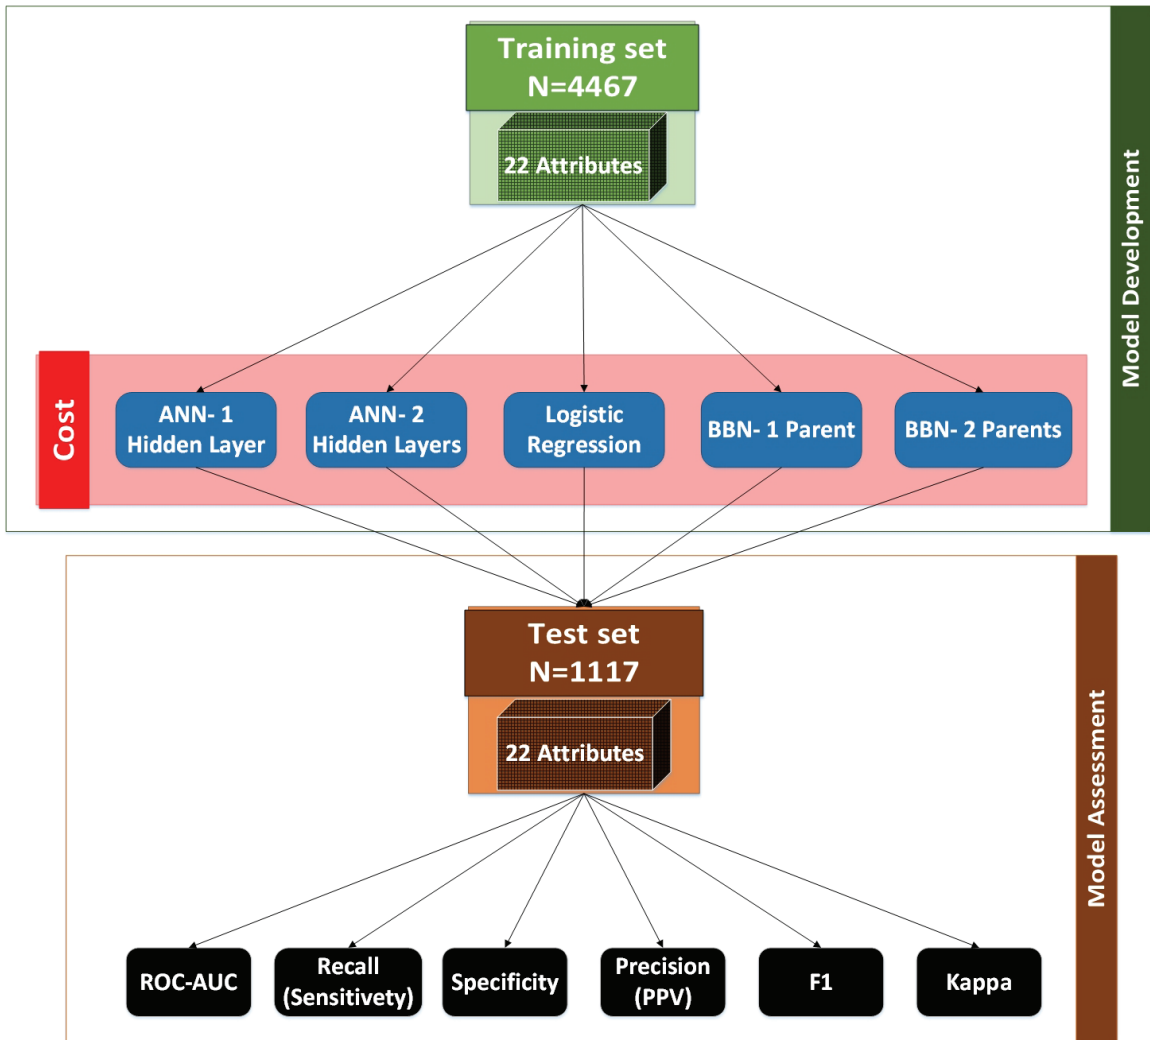 Training set
N=4467
22 Attributes
Model Development
Cost
ANN- 1
Hidden Layer
ANN- 2
Hidden Layers
Logistic
Regression
BBN- 1 Parent
BBN- 2 Parents
Test set
N=1117
22 Attributes
Model Assessment
ROC-AUC
Recall
(Sensitivety)
Specificity
Precision
(PPV)
F1
Kappa